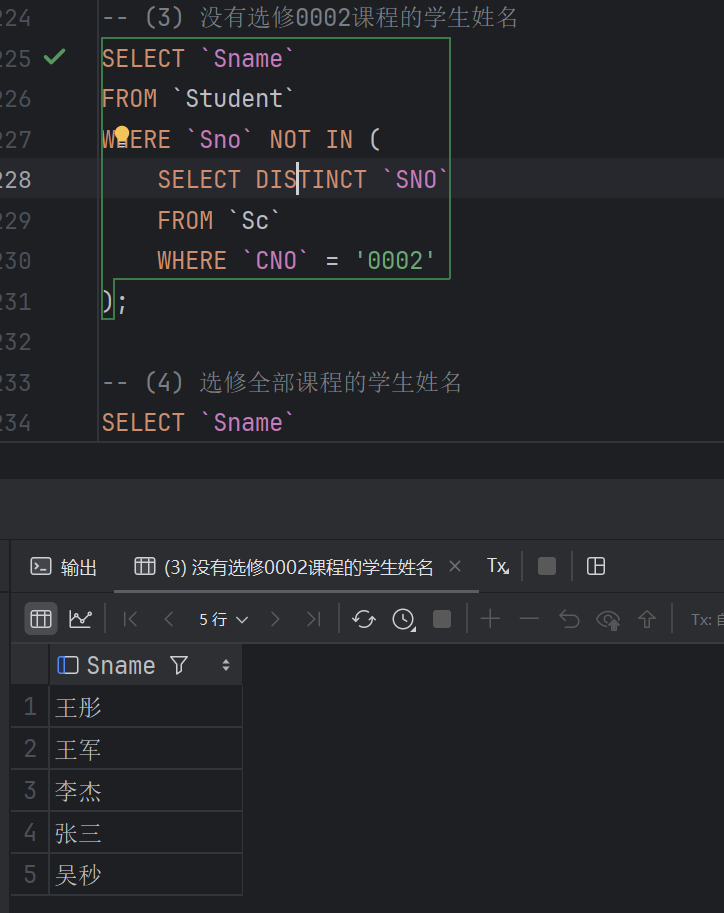 224 -- (3) 没有选修0002课程的学生姓名
225 SELECT `Sname`
226 FROM `Student`
227 WHERE `Sno` NOT IN (
228 SELECT DISTINCT `SNO`
229 FROM `Sc`
230 WHERE `CNO` = '0002'
231 );
232
233 -- (4) 选修全部课程的学生姓名
234 SELECT `Sname`
输出 (3) 没有选修0002课程的学生姓名 × Tx
5 行 Tx: 自
Sname
1 王彤
2 王军
3 李杰
4 张三
5 吴秒